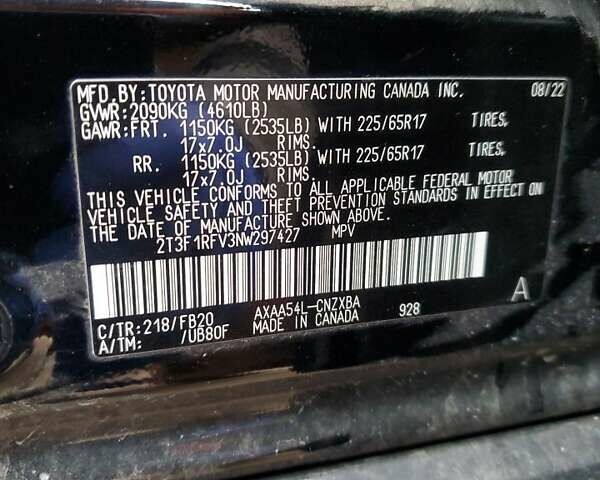 MFD.BY:TOYOTA MOTOR MANUFACTURING CANADA INC. 08/22
GVWR:2090KG (4610LB)
GAWR:FRT. 1150KG (2535LB) WITH 225/65R17 TIRES,
17x7.0J RIMS.
RR. 1150KG (2535LB) WITH 225/65R17 TIRES,
17x7.0J RIMS.
THIS VEHICLE CONFORMS TO ALL APPLICABLE FEDERAL MOTOR
VEHICLE SAFETY AND THEFT PREVENTION STANDARDS IN EFFECT ON
THE DATE OF MANUFACTURE SHOWN ABOVE.
2T3F1RFV3NW297427 MPV
C/TR:218/FB20 AXAA54L-CNZXBA 928 A
A/TM: /UB80F MADE IN CANADA